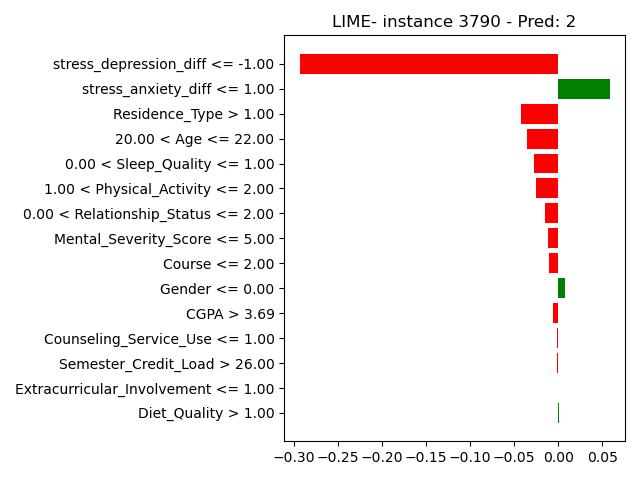 LIME- instance 3790 - Pred: 2
stress_depression_diff <= -1.00
stress_anxiety_diff <= 1.00
Residence_Type > 1.00
20.00 < Age <= 22.00
0.00 < Sleep_Quality <= 1.00
1.00 < Physical_Activity <= 2.00
0.00 < Relationship_Status <= 2.00
Mental_Severity_Score <= 5.00
Course <= 2.00
Gender <= 0.00
CGPA > 3.69
Counseling_Service_Use <= 1.00
Semester_Credit_Load > 26.00
Extracurricular_Involvement <= 1.00
Diet_Quality > 1.00
−0.30 −0.25 −0.20 −0.15 −0.10 −0.05 0.00 0.05